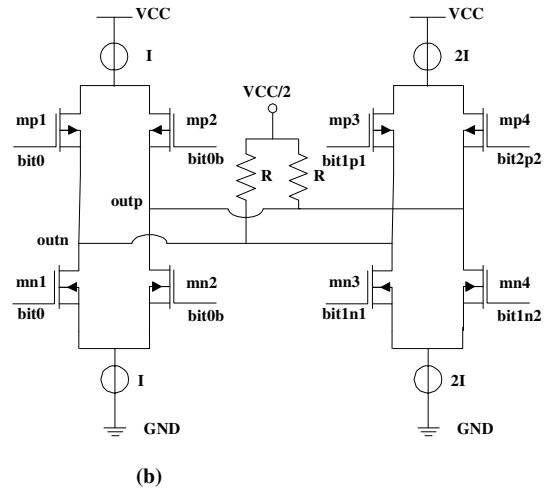 VCC
VCC
I
2I
VCC/2
mp1
mp2
mp3
mp4
bit0
bit0b
bit1p1
bit2p2
R
R
outp
outn
mn1
mn2
mn3
mn4
bit0
bit0b
bit1n1
bit1n2
I
2I
GND
GND
(b)